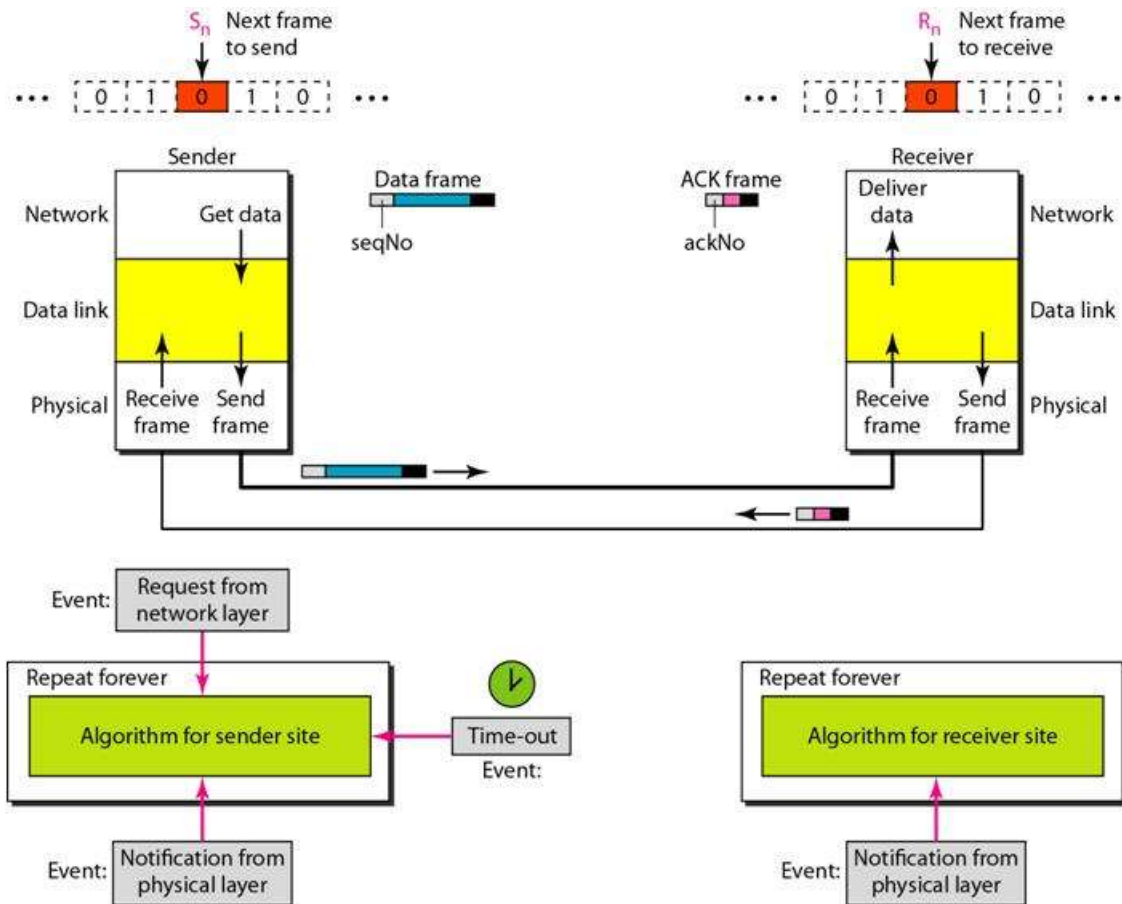 Sn Next frame
to send
Rn Next frame
to receive
... 0 1 0 1 0 ...
... 0 1 0 1 0 ...
Sender
Receiver
Data frame
seqNo
ACK frame
ackNo
Network
Get data
Deliver
data
Network
Data link
Data link
Physical
Receive
frame
Send
frame
Receive
frame
Send
frame
Physical
Event:
Request from
network layer
Repeat forever
Algorithm for sender site
Time-out
Event:
Repeat forever
Algorithm for receiver site
Event:
Notification from
physical layer
Event:
Notification from
physical layer